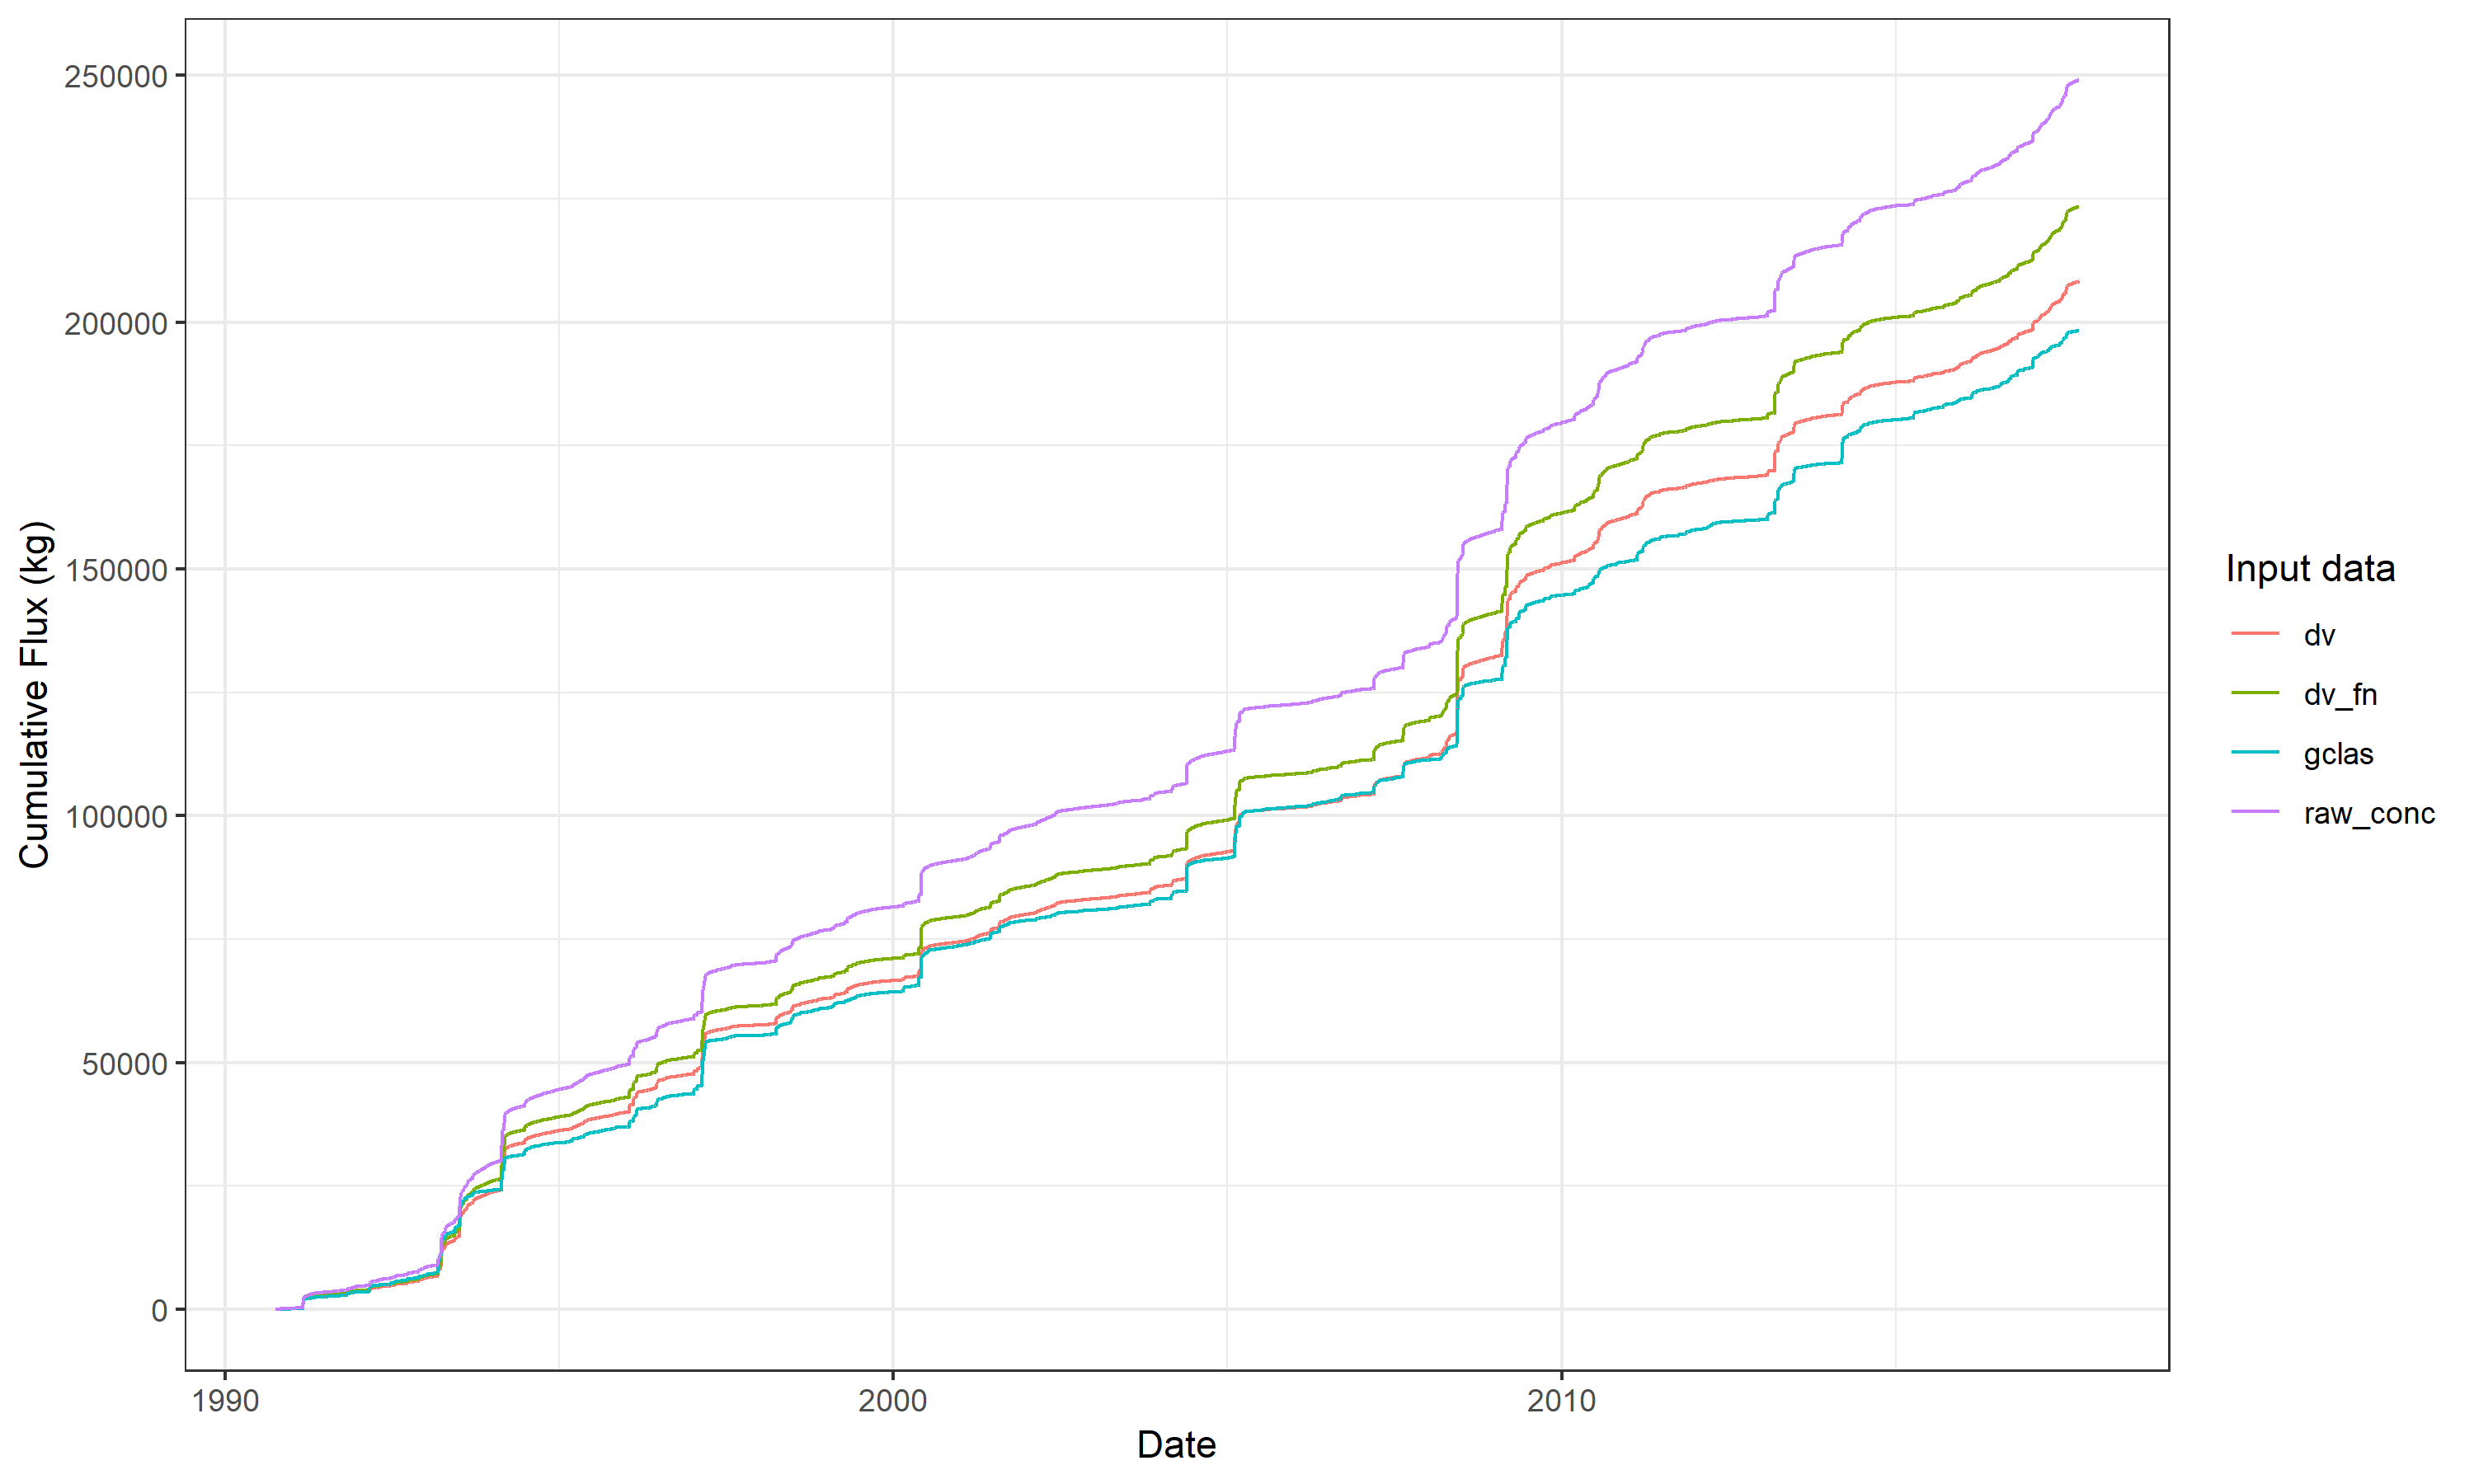 Cumulative Flux (kg)
250000
200000
150000
100000
50000
0
1990
2000
2010
Date
Input data
dv
dv_fn
gclas
raw_conc